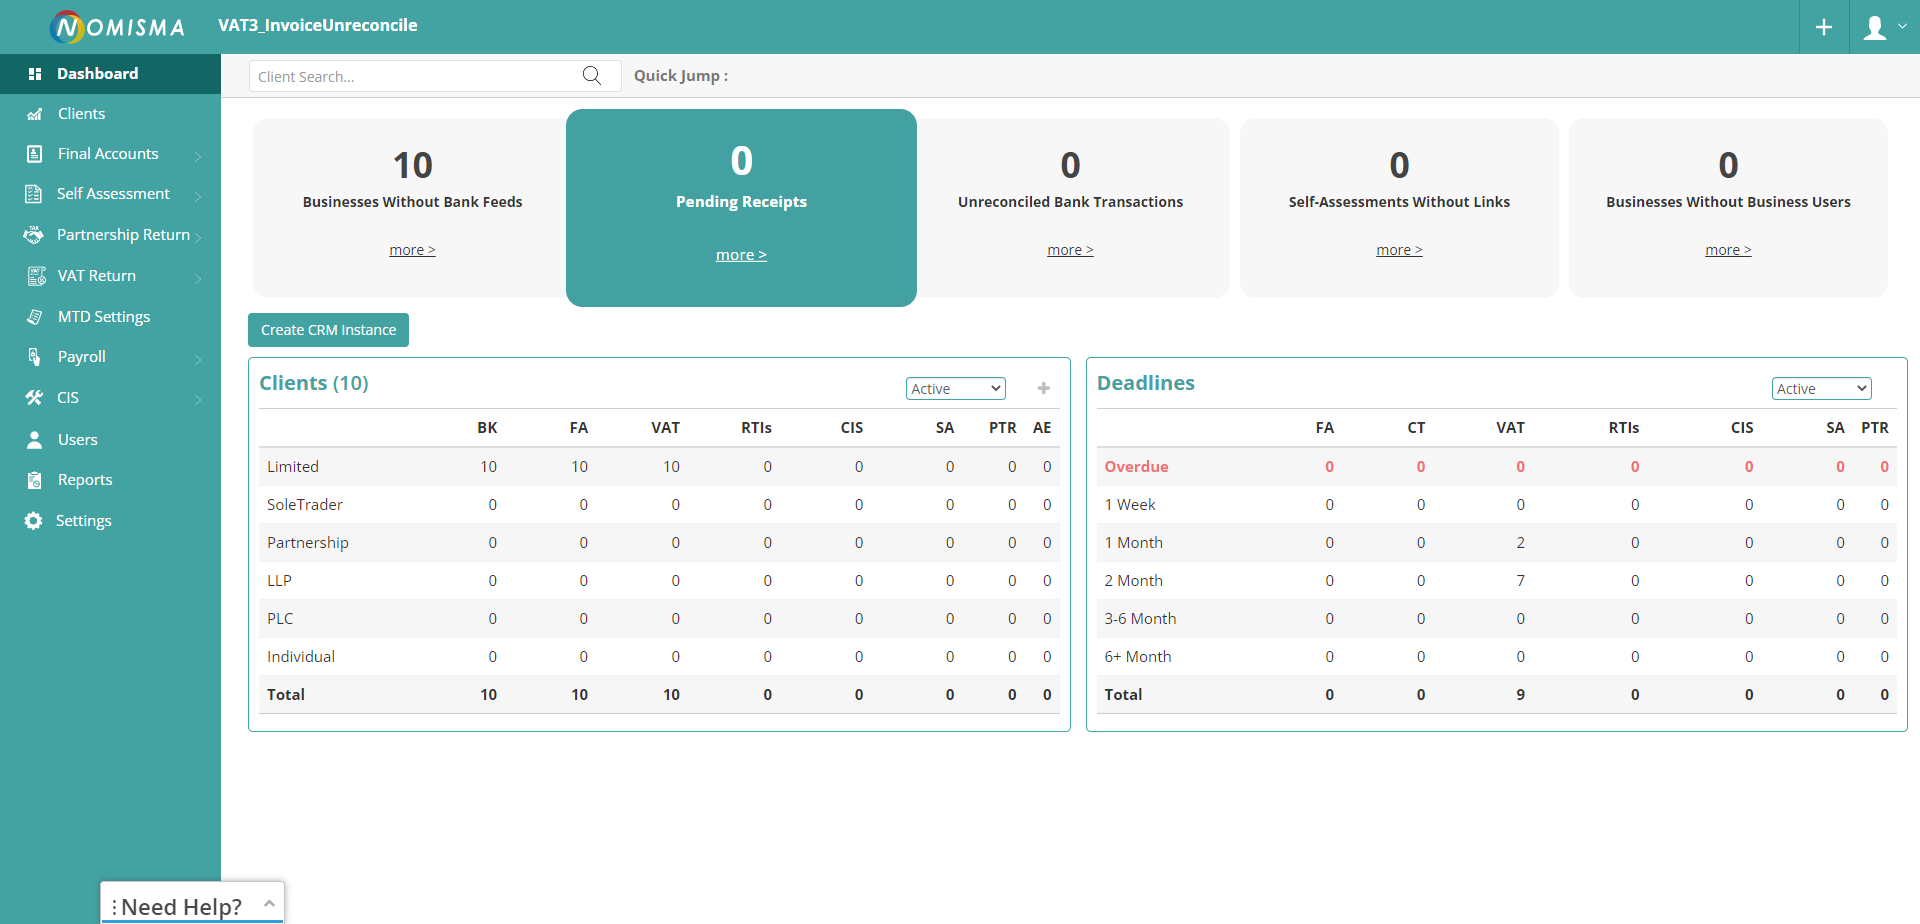 NOMISMA
VAT3_InvoiceUnreconcile
Dashboard
Clients
Final Accounts
Self Assessment
Partnership Return
VAT Return
MTD Settings
Payroll
CIS
Users
Reports
Settings
Client Search...
Quick Jump :
10
Businesses Without Bank Feeds
more >
0
Pending Receipts
more >
0
Unreconciled Bank Transactions
more >
0
Self-Assessments Without Links
more >
0
Businesses Without Business Users
more >
Create CRM Instance
Clients (10)
Active
BK FA VAT RTIs CIS SA PTR AE
Limited 10 10 10 0 0 0 0 0
SoleTrader 0 0 0 0 0 0 0 0
Partnership 0 0 0 0 0 0 0 0
LLP 0 0 0 0 0 0 0 0
PLC 0 0 0 0 0 0 0 0
Individual 0 0 0 0 0 0 0 0
Total 10 10 10 0 0 0 0 0
Deadlines
Active
FA CT VAT RTIs CIS SA PTR
Overdue 0 0 0 0 0 0 0
1 Week 0 0 0 0 0 0 0
1 Month 0 0 2 0 0 0 0
2 Month 0 0 7 0 0 0 0
3-6 Month 0 0 0 0 0 0 0
6+ Month 0 0 0 0 0 0 0
Total 0 0 9 0 0 0 0
Need Help?